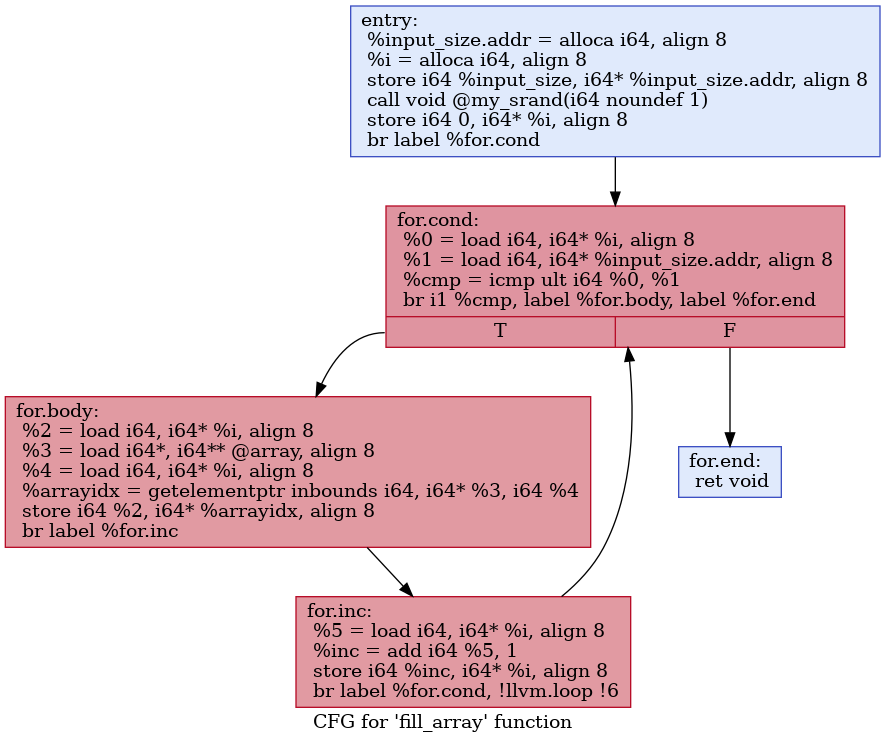 entry:
%input_size.addr = alloca i64, align 8
%i = alloca i64, align 8
store i64 %input_size, i64* %input_size.addr, align 8
call void @my_srand(i64 noundef 1)
store i64 0, i64* %i, align 8
br label %for.cond
for.cond:
%0 = load i64, i64* %i, align 8
%1 = load i64, i64* %input_size.addr, align 8
%cmp = icmp ult i64 %0, %1
br i1 %cmp, label %for.body, label %for.end
T
F
for.body:
%2 = load i64, i64* %i, align 8
%3 = load i64*, i64** @array, align 8
%4 = load i64, i64* %i, align 8
%arrayidx = getelementptr inbounds i64, i64* %3, i64 %4
store i64 %2, i64* %arrayidx, align 8
br label %for.inc
for.end:
ret void
for.inc:
%5 = load i64, i64* %i, align 8
%inc = add i64 %5, 1
store i64 %inc, i64* %i, align 8
br label %for.cond, !llvm.loop !6
CFG for 'fill_array' function